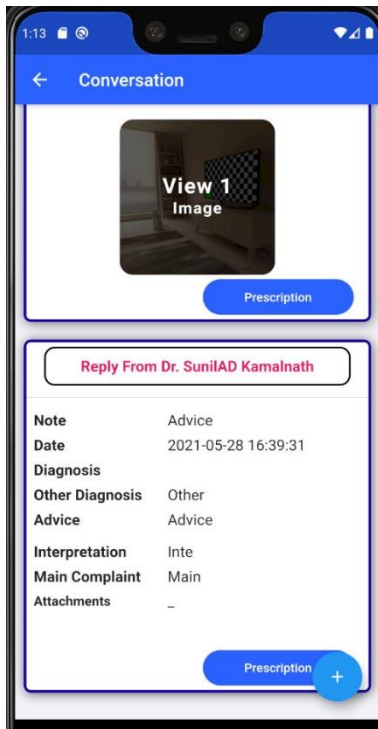 1:13
Conversation
View 1
Image
Prescription
Reply From Dr. SunilAD Kamalnath
Note Advice
Date 2021-05-28 16:39:31
Diagnosis
Other Diagnosis Other
Advice Advice
Interpretation Inte
Main Complaint Main
Attachments _
Prescription
+